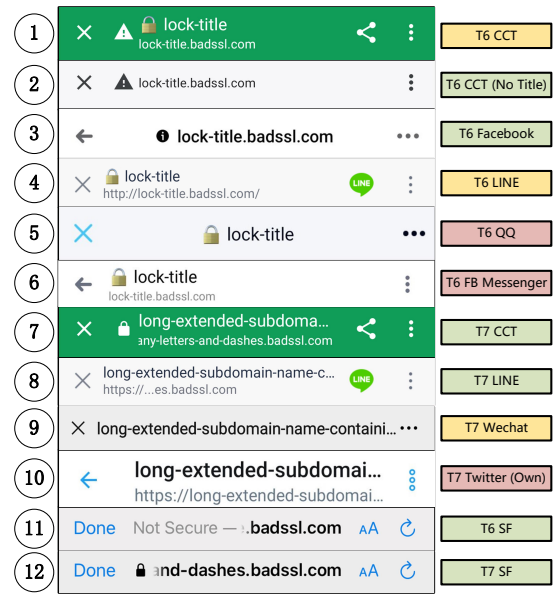 1 lock-title T6 CCT
lock-title.badssl.com
2 lock-title.badssl.com T6 CCT (No Title)
3 lock-title.badssl.com T6 Facebook
4 lock-title LINE T6 LINE
http://lock-title.badssl.com/
5 lock-title T6 QQ
6 lock-title T6 FB Messenger
lock-title.badssl.com
7 long-extended-subdoma... T7 CCT
any-letters-and-dashes.badssl.com
8 long-extended-subdomain-name-c... LINE T7 LINE
https://...es.badssl.com
9 long-extended-subdomain-name-containi... T7 Wechat
10 long-extended-subdomai... T7 Twitter (Own)
https://long-extended-subdomai...
11 Done Not Secure — .badssl.com AA T6 SF
12 Done and-dashes.badssl.com AA T7 SF